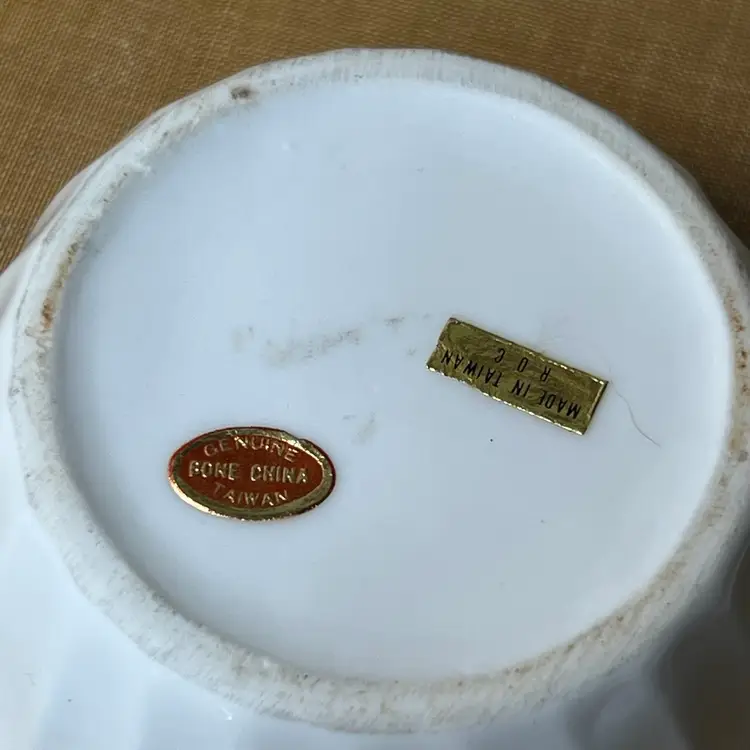 GENUINE
BONE CHINA
TAIWAN
MADE IN TAIWAN
R O C